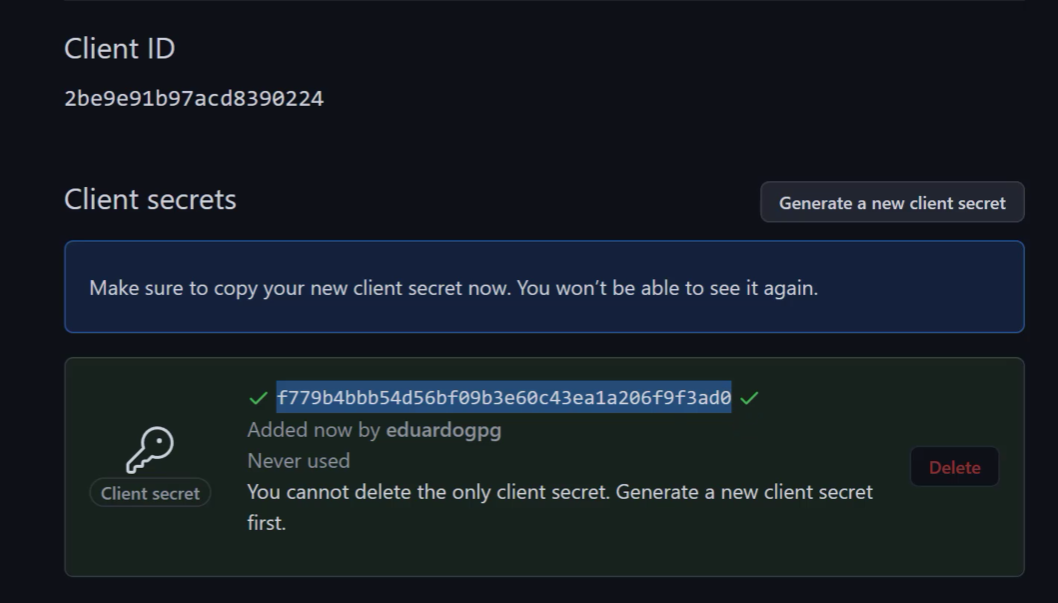 Client ID
2be9e91b97acd8390224
Client secrets
Generate a new client secret
Make sure to copy your new client secret now. You won't be able to see it again.
f779b4bbb54d56bf09b3e60c43ea1a206f9f3ad0
Added now by eduardogpg
Never used
Client secret
You cannot delete the only client secret. Generate a new client secret
first.
Delete